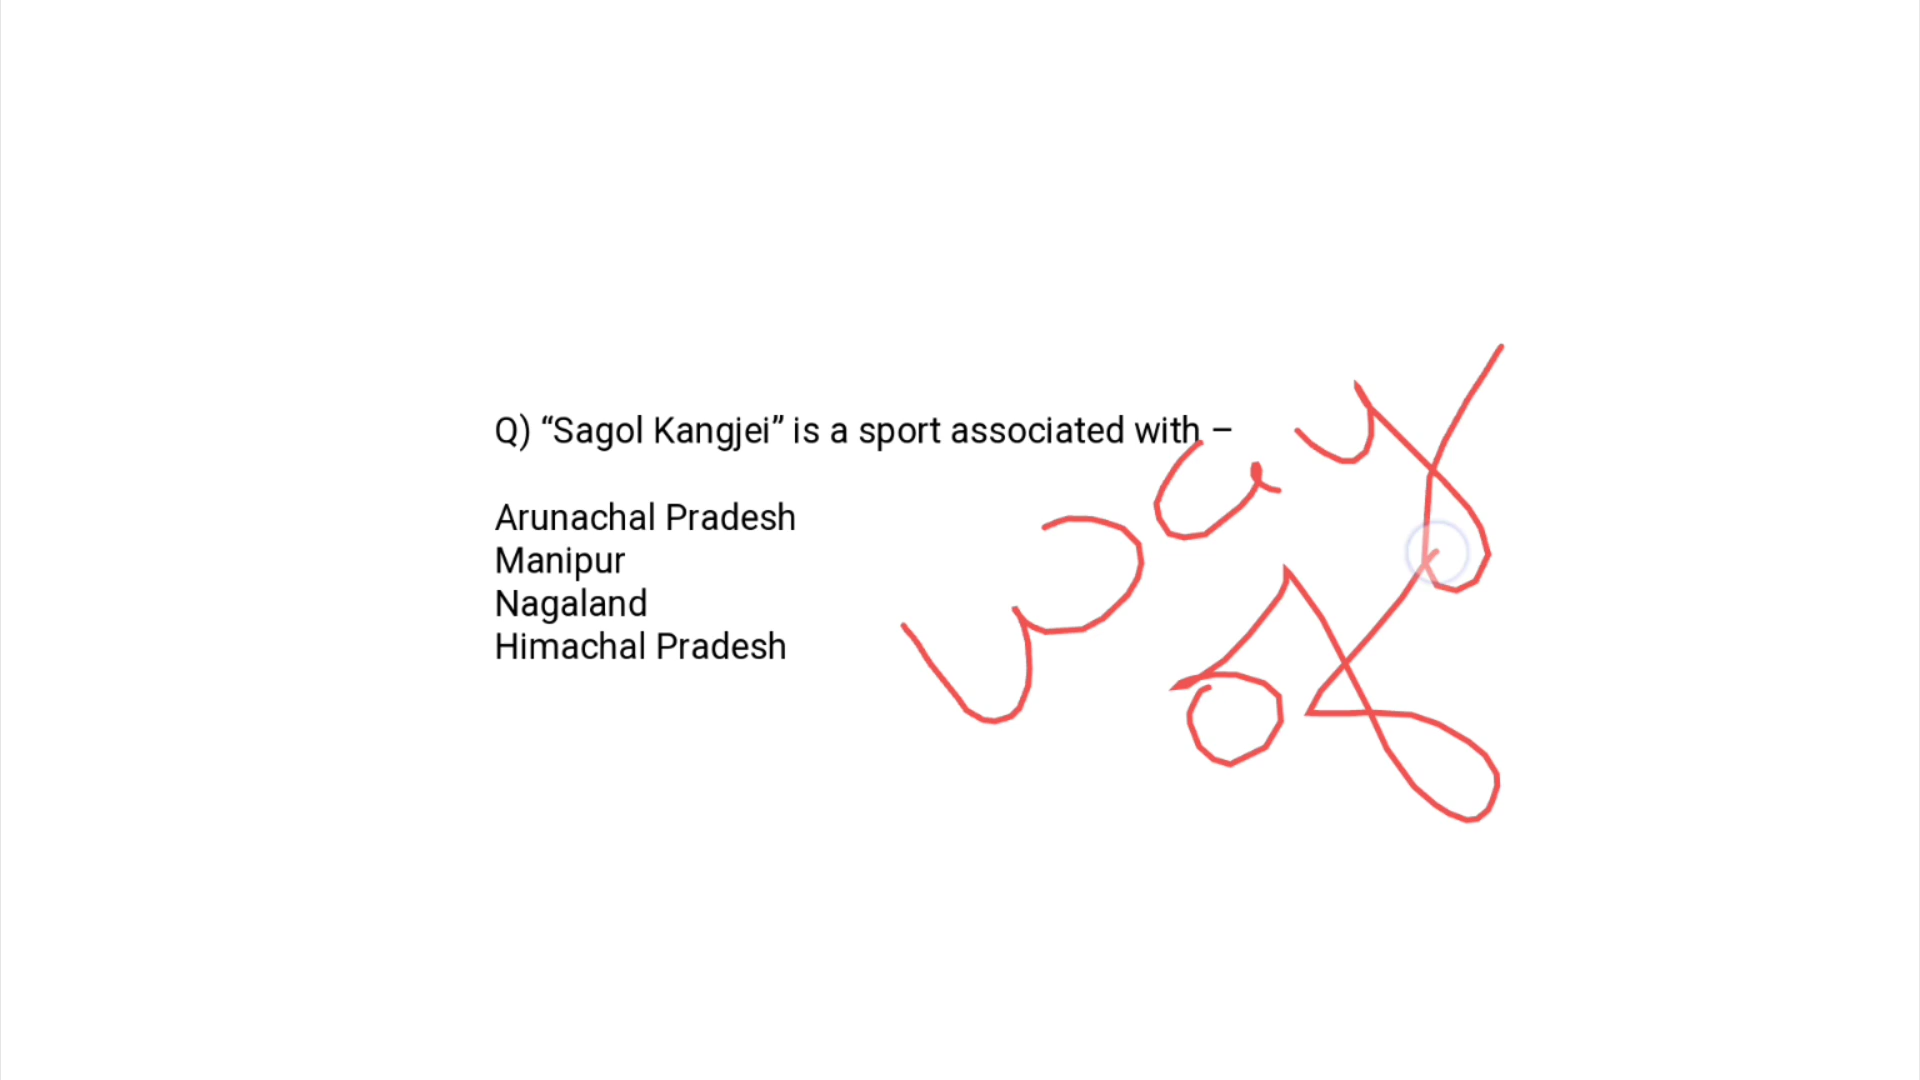 Q) “Sagol Kangjei” is a sport associated with –
Arunachal Pradesh
Manipur
Nagaland
Himachal Pradesh